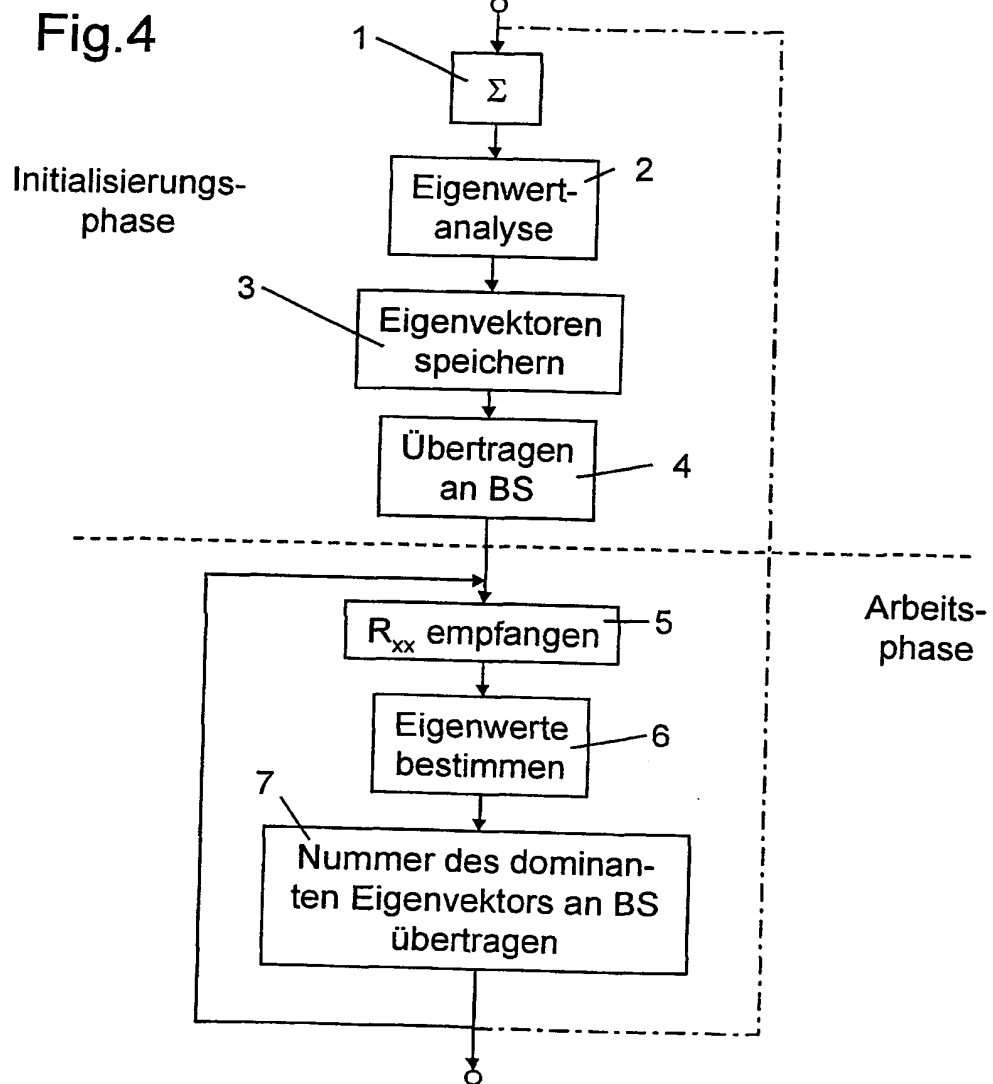 Fig.4
1
Σ
Initialisierungs-
phase
2
Eigenwert-
analyse
3
Eigenvektoren
speichern
Übertragen
an BS
4
Rxx empfangen
5
Arbeits-
phase
Eigenwerte
bestimmen
6
7
Nummer des dominan-
ten Eigenvektors an BS
übertragen